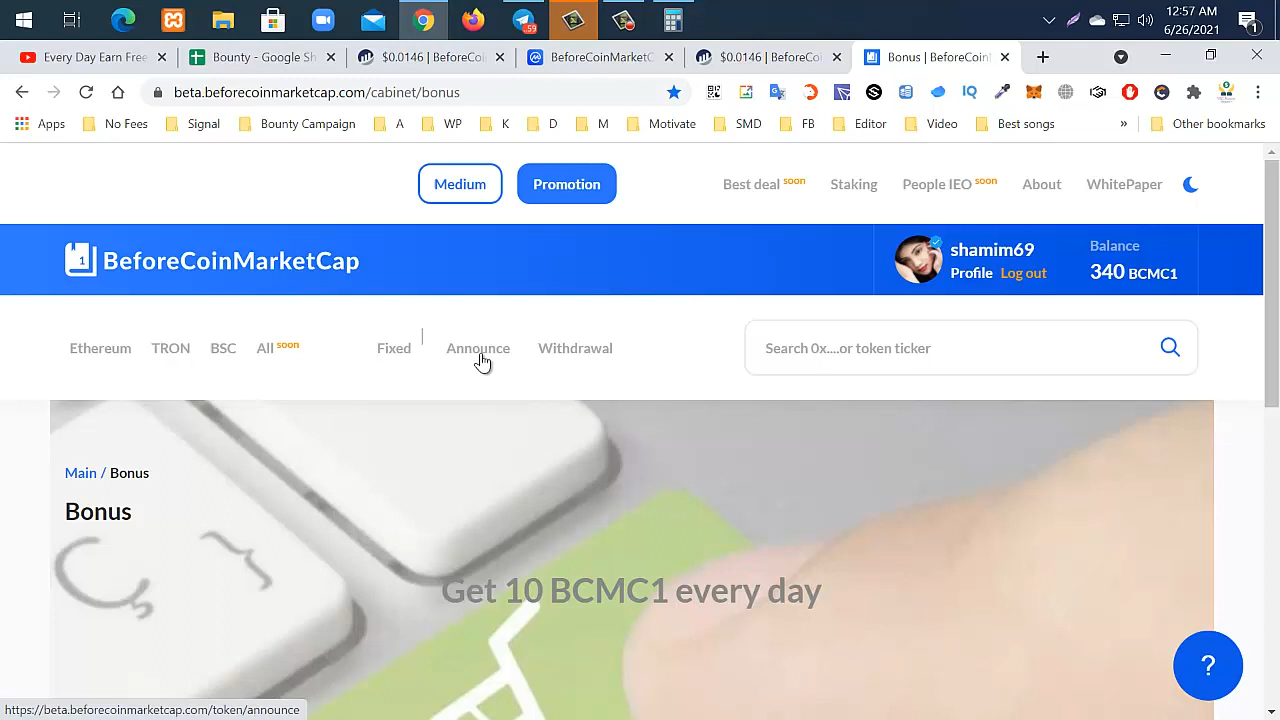 .59
12:57 AM
6/26/2021
1
Every Day Earn Free
Bounty - Google Sh
$0.0146 | BeforeCoi
BeforeCoinMarketC
$0.0146 | BeforeCoi
Bonus | BeforeCoin
beta.beforecoinmarketcap.com/cabinet/bonus
IQ
Apps
No Fees
Signal
Bounty Campaign
A
WP
K
D
M
Motivate
SMD
FB
Editor
Video
Best songs
»
Other bookmarks
Medium
Promotion
Best deal soon
Staking
People IEO soon
About
WhitePaper
1 BeforeCoinMarketCap
shamim69
Profile Log out
Balance
340 BCMC1
Ethereum
TRON
BSC
All soon
Fixed
Announce
Withdrawal
Search 0x....or token ticker
Main / Bonus
Bonus
Get 10 BCMC1 every day
?
https://beta.beforecoinmarketcap.com/token/announce